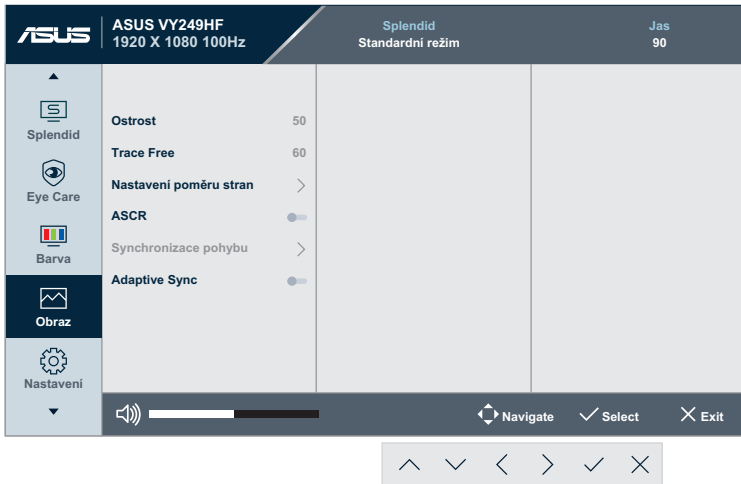 ASUS
ASUS VY249HF
1920 X 1080 100Hz
Splendid
Standardní režim
Jas
90
Splendid
Eye Care
Barva
Obraz
Nastavení
Ostrost 50
Trace Free 60
Nastavení poměru stran
ASCR
Synchronizace pohybu
Adaptive Sync
Navigate Select Exit